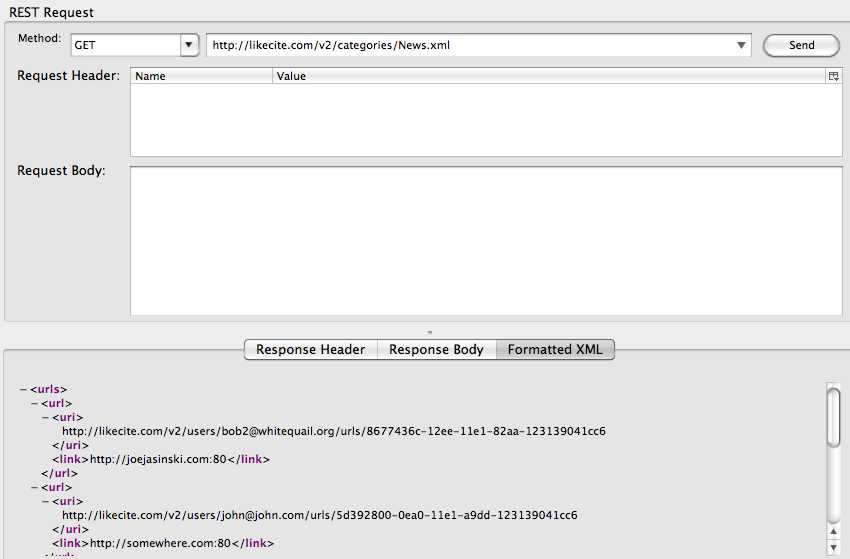 REST Request
Method: GET http://likecite.com/v2/categories/News.xml Send
Request Header: Name Value
Request Body:
Response Header Response Body Formatted XML
− <urls>
− <url>
− <uri>
http://likecite.com/v2/users/bob2@whitequail.org/urls/8677436c-12ee-11e1-82aa-123139041cc6
</uri>
<link>http://joejasinski.com:80</link>
</url>
− <url>
− <uri>
http://likecite.com/v2/users/john@john.com/urls/5d392800-0ea0-11e1-a9dd-123139041cc6
</uri>
<link>http://somewhere.com:80</link>